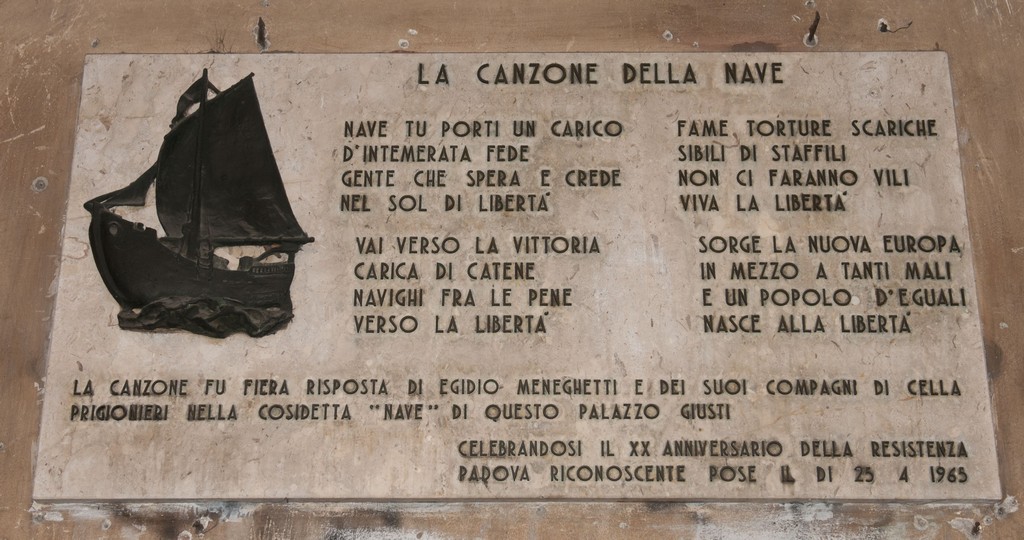 LA CANZONE DELLA NAVE
NAVE TU PORTI UN CARICO
D'INTEMERATA FEDE
GENTE CHE SPERA E CREDE
NEL SOL DI LIBERTÀ
VAI VERSO LA VITTORIA
CARICA DI CATENE
NAVIGHI FRA LE PENE
VERSO LA LIBERTÀ
FAME TORTURE SCARICHE
SIBILI DI STAFFILI
NON CI FARANNO VILI
VIVA LA LIBERTÀ
SORGE LA NUOVA EUROPA
IN MEZZO A TANTI MALI
E UN POPOLO D'EGUALI
NASCE ALLA LIBERTÀ
LA CANZONE FU FIERA RISPOSTA DI EGIDIO MENEGHETTI E DEI SUOI COMPAGNI DI CELLA
PRIGIONIERI NELLA COSIDETTA "NAVE" DI QUESTO PALAZZO GIUSTI
CELEBRANDOSI IL XX ANNIVERSARIO DELLA RESISTENZA
PADOVA RICONOSCENTE POSE IL DI 25 4 1965